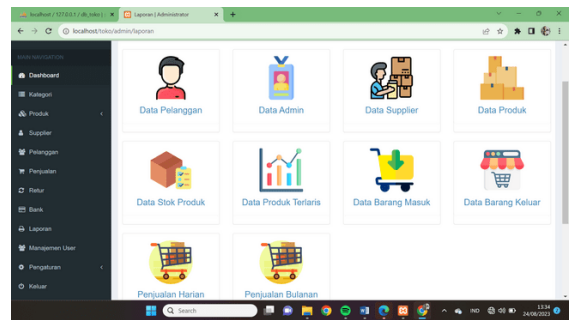 localhost / 127.0.0.1 / db_toko |
Laporan | Administrator
localhost/toko/admin/laporan
MAIN NAVIGATION
Dashboard
Kategori
Produk
Supplier
Pelanggan
Penjualan
Retur
Bank
Laporan
Manajemen User
Pengaturan
Keluar
Data Pelanggan
Data Admin
Data Supplier
Data Produk
Data Stok Produk
Data Produk Terlaris
Data Barang Masuk
Data Barang Keluar
Penjualan Harian
Penjualan Bulanan
Search
IND
13:34
24/08/2023